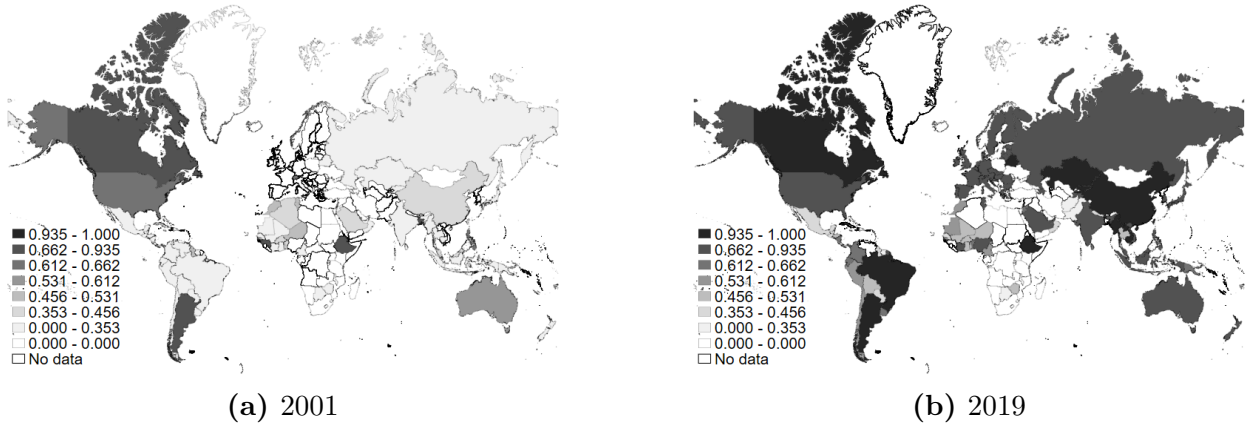 0.935 - 1.000
0.662 - 0.935
0.612 - 0.662
0.531 - 0.612
0.456 - 0.531
0.353 - 0.456
0.000 - 0.353
0.000 - 0.000
No data
(a) 2001
0.935 - 1.000
0.662 - 0.935
0.612 - 0.662
0.531 - 0.612
0.456 - 0.531
0.353 - 0.456
0.000 - 0.353
0.000 - 0.000
No data
(b) 2019